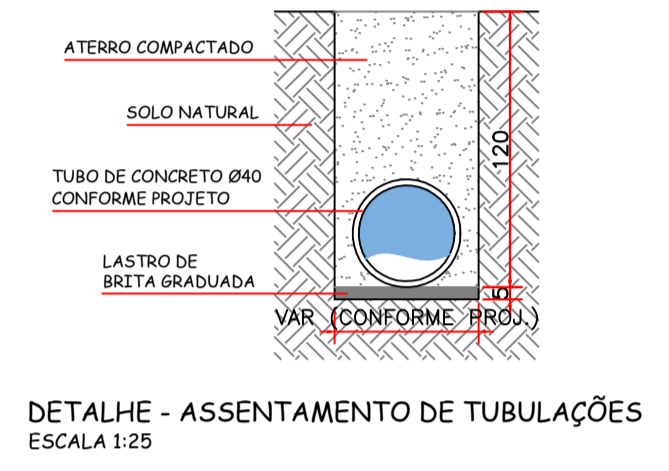 ATERRO COMPACTADO
SOLO NATURAL
TUBO DE CONCRETO Ø40
CONFORME PROJETO
LASTRO DE
BRITA GRADUADA
120
5
VAR (CONFORME PROJ.)
DETALHE - ASSENTAMENTO DE TUBULAÇÕES
ESCALA 1:25